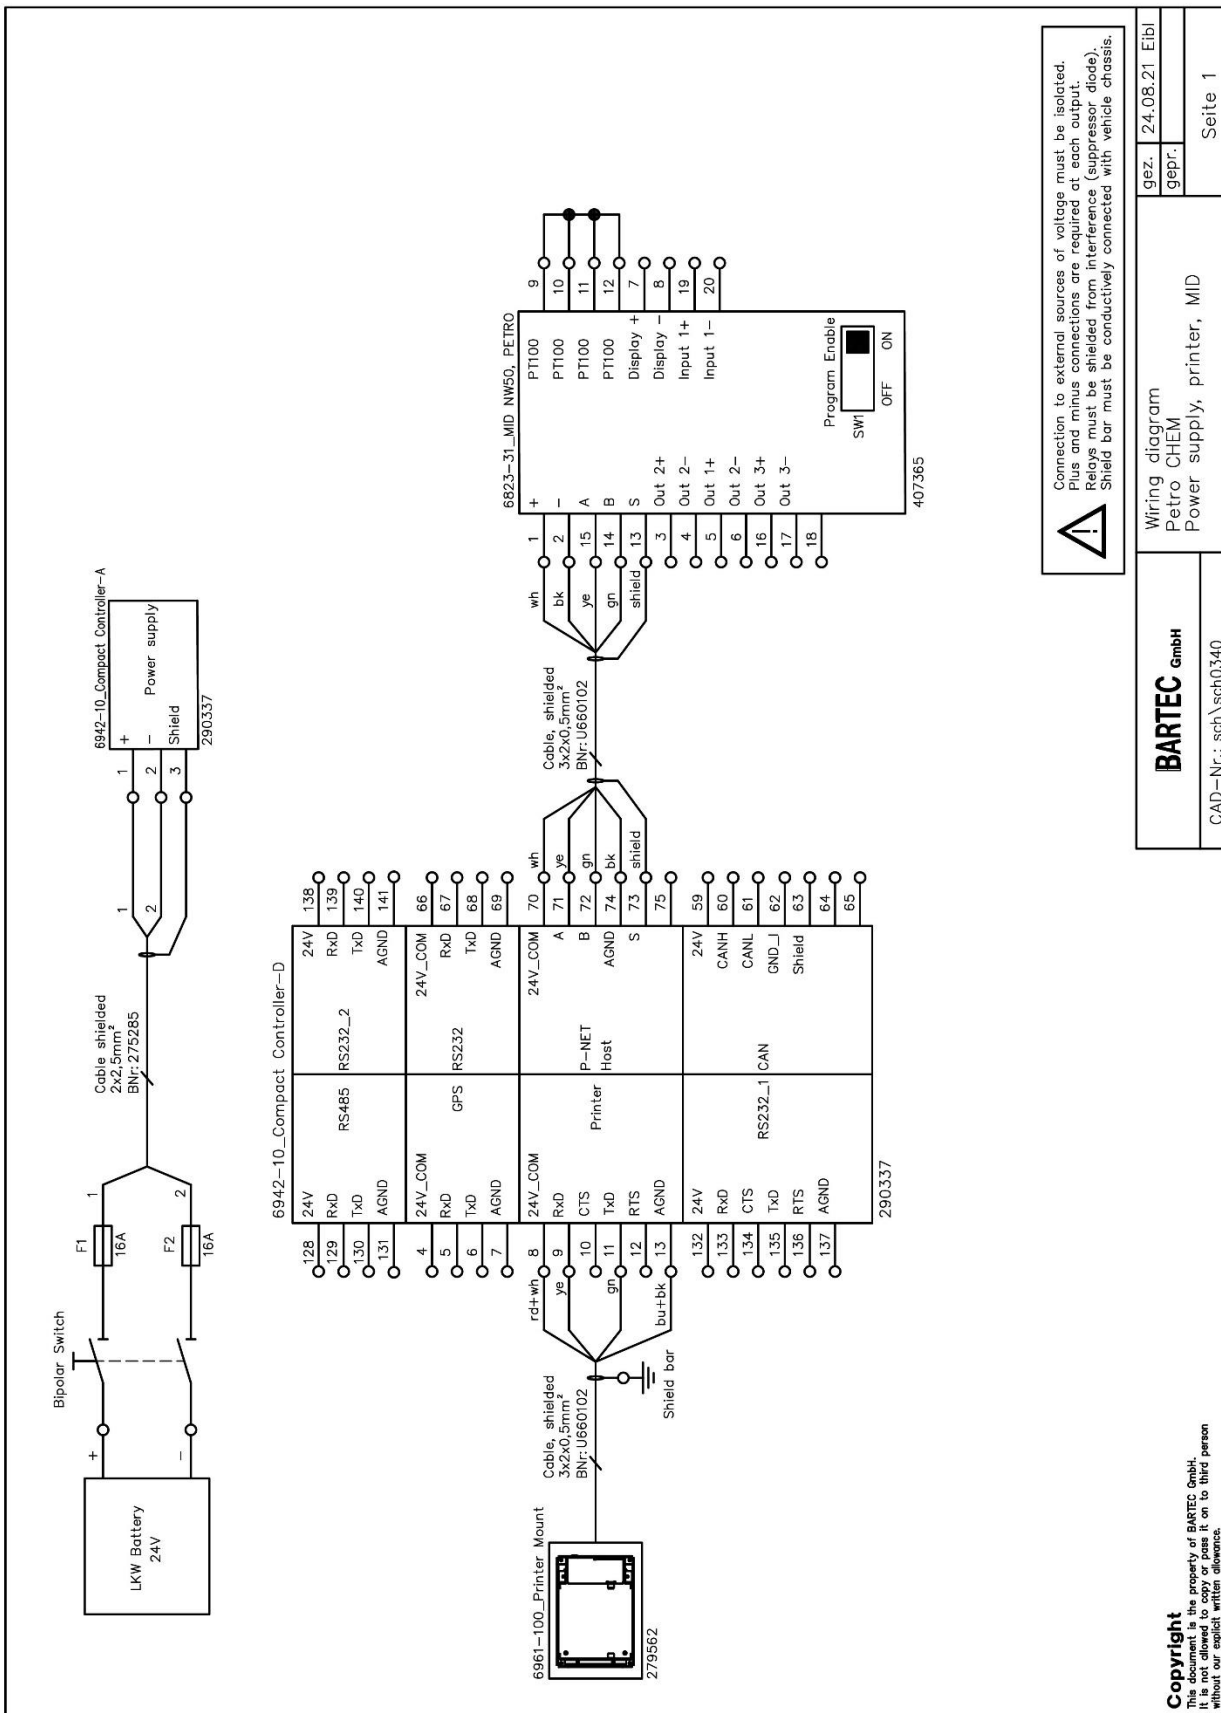 Bipolar Switch
LKW Battery
24V
+
−
F1
16A
F2
16A
1
2
Cable shielded
2x2,5mm²
BNr: 275285
1
2
6942-10_Compact Controller-A
1
+
2
−
3
Shield
Power supply
290337
6961-100_Printer Mount
279562
Cable, shielded
3x2x0,5mm²
BNr: U660102
Shield bar
rd+wh
ye
gn
bu+bk
6942-10_Compact Controller-D
128 24V
129 RxD
130 TxD
131 AGND
RS485
4 24V_COM
5 RxD
6 TxD
7 AGND
GPS
8 24V_COM
9 RxD
10 CTS
11 TxD
12 RTS
13 AGND
Printer
132 24V
133 RxD
134 CTS
135 TxD
136 RTS
137 AGND
RS232_1
RS232_2
24V 138
RxD 139
TxD 140
AGND 141
RS232
24V_COM 66
RxD 67
TxD 68
AGND 69
P-NET
Host
24V_COM 70
A 71
B 72
AGND 74
S 73
75
CAN
24V 59
CANH 60
CANL 61
GND_I 62
Shield 63
64
65
290337
wh
ye
gn
bk
shield
Cable, shielded
3x2x0,5mm²
BNr: U660102
wh
bk
ye
gn
shield
6823-31_MID NW50, PETRO
1 +
2 −
15 A
14 B
13 S
3 Out 2+
4 Out 2−
5 Out 1+
6 Out 2−
16 Out 3+
17 Out 3−
18
PT100 9
PT100 10
PT100 11
PT100 12
Display + 7
Display − 8
Input 1+ 19
Input 1− 20
Program Enable
SW1
OFF ON
407365
Connection to external sources of voltage must be isolated.
Plus and minus connections are required at each output.
Relays must be shielded from interference (suppressor diode).
Shield bar must be conductively connected with vehicle chassis.
Copyright
This document is the property of BARTEC GmbH.
It is not allowed to copy or pass it on to third person
without our explicit written allowance.
BARTEC GmbH
CAD-Nr.: sch\sch0340
Wiring diagram
Petro CHEM
Power supply, printer, MID
gez. 24.08.21 Eibl
gepr.
Seite 1